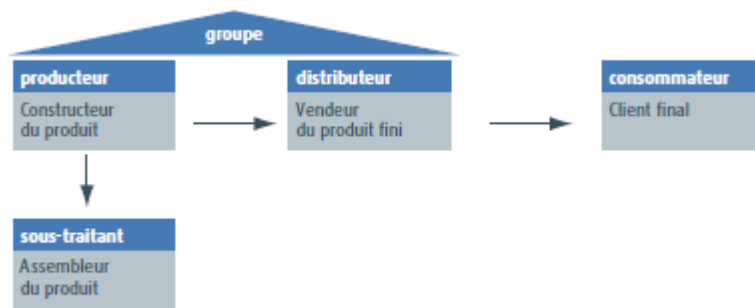 groupe
producteur
Constructeur
du produit
distributeur
Vendeur
du produit fini
consommateur
Client final
sous-traitant
Assembleur
du produit